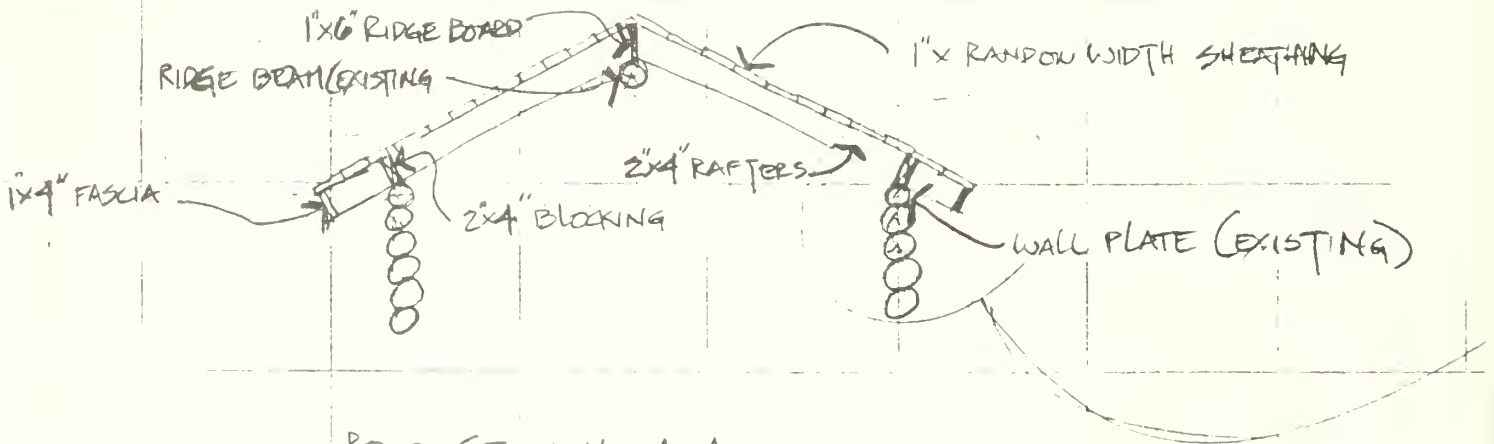 1"x6" RIDGE BOARD
RIDGE BEAM (EXISTING)
1"x RANDOM WIDTH SHEATHING
1"x4" FASCIA
2"x4" BLOCKING
2"x4" RAFTERS
WALL PLATE (EXISTING)